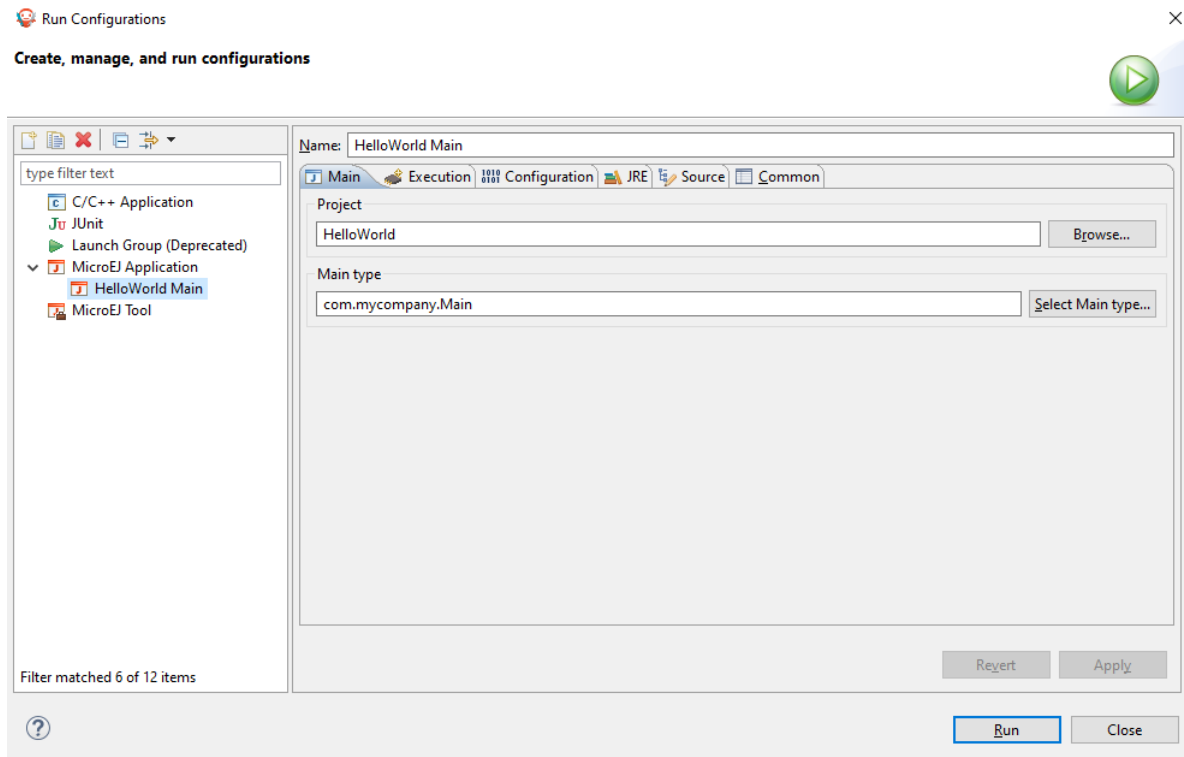 Run Configurations
Create, manage, and run configurations
type filter text
C/C++ Application
JUnit
Launch Group (Deprecated)
MicroEJ Application
HelloWorld Main
MicroEJ Tool
Filter matched 6 of 12 items
Name: HelloWorld Main
Main Execution Configuration JRE Source Common
Project
HelloWorld Browse...
Main type
com.mycompany.Main Select Main type...
Revert Apply
Run Close